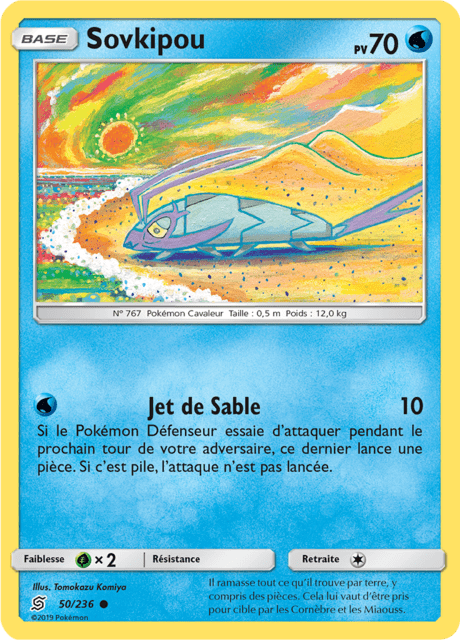 BASE Sovkipou PV70
N° 767 Pokémon Cavaleur Taille : 0,5 m Poids : 12,0 kg
Jet de Sable 10
Si le Pokémon Défenseur essaie d'attaquer pendant le
prochain tour de votre adversaire, ce dernier lance une
pièce. Si c'est pile, l'attaque n'est pas lancée.
Faiblesse ×2 Résistance Retraite
Illus. Tomokazu Komiya
50/236
©2019 Pokémon
Il ramasse tout ce qu'il trouve par terre, y
compris des pièces. Cela lui vaut d'être pris
pour cible par les Cornèbre et les Miaouss.